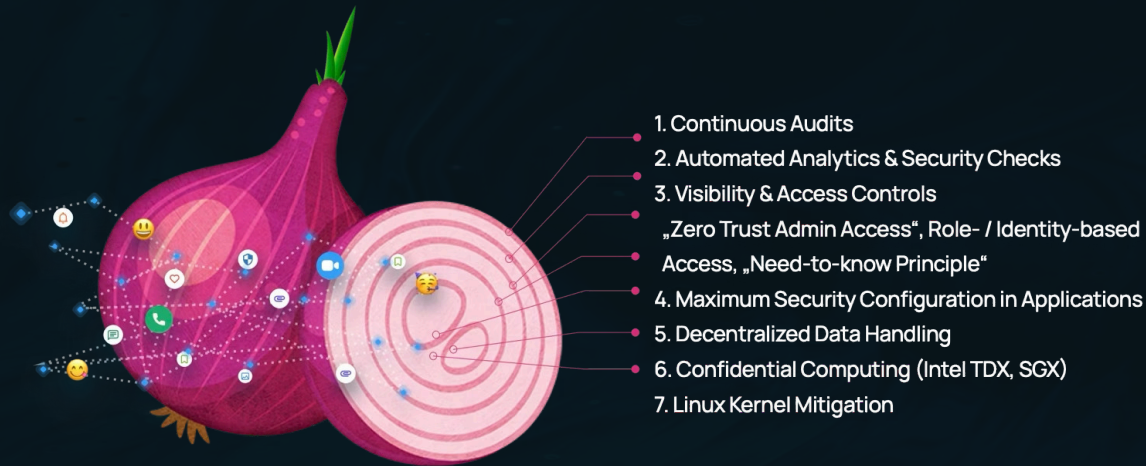 1. Continuous Audits
2. Automated Analytics & Security Checks
3. Visibility & Access Controls
„Zero Trust Admin Access“, Role- / Identity-based
Access, „Need-to-know Principle“
4. Maximum Security Configuration in Applications
5. Decentralized Data Handling
6. Confidential Computing (Intel TDX, SGX)
7. Linux Kernel Mitigation